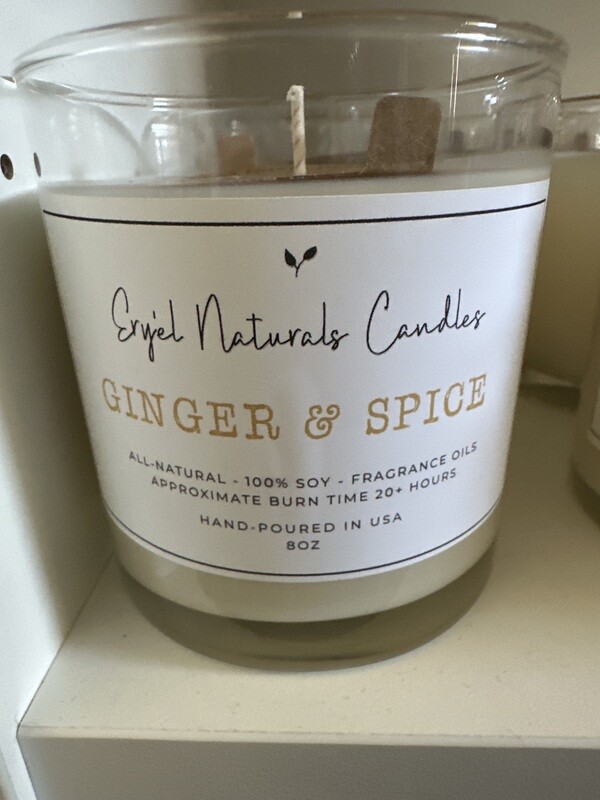 Eryjel Naturals Candles
GINGER & SPICE
ALL-NATURAL - 100% SOY - FRAGRANCE OILS
APPROXIMATE BURN TIME 20+ HOURS
HAND-POURED IN USA
8OZ